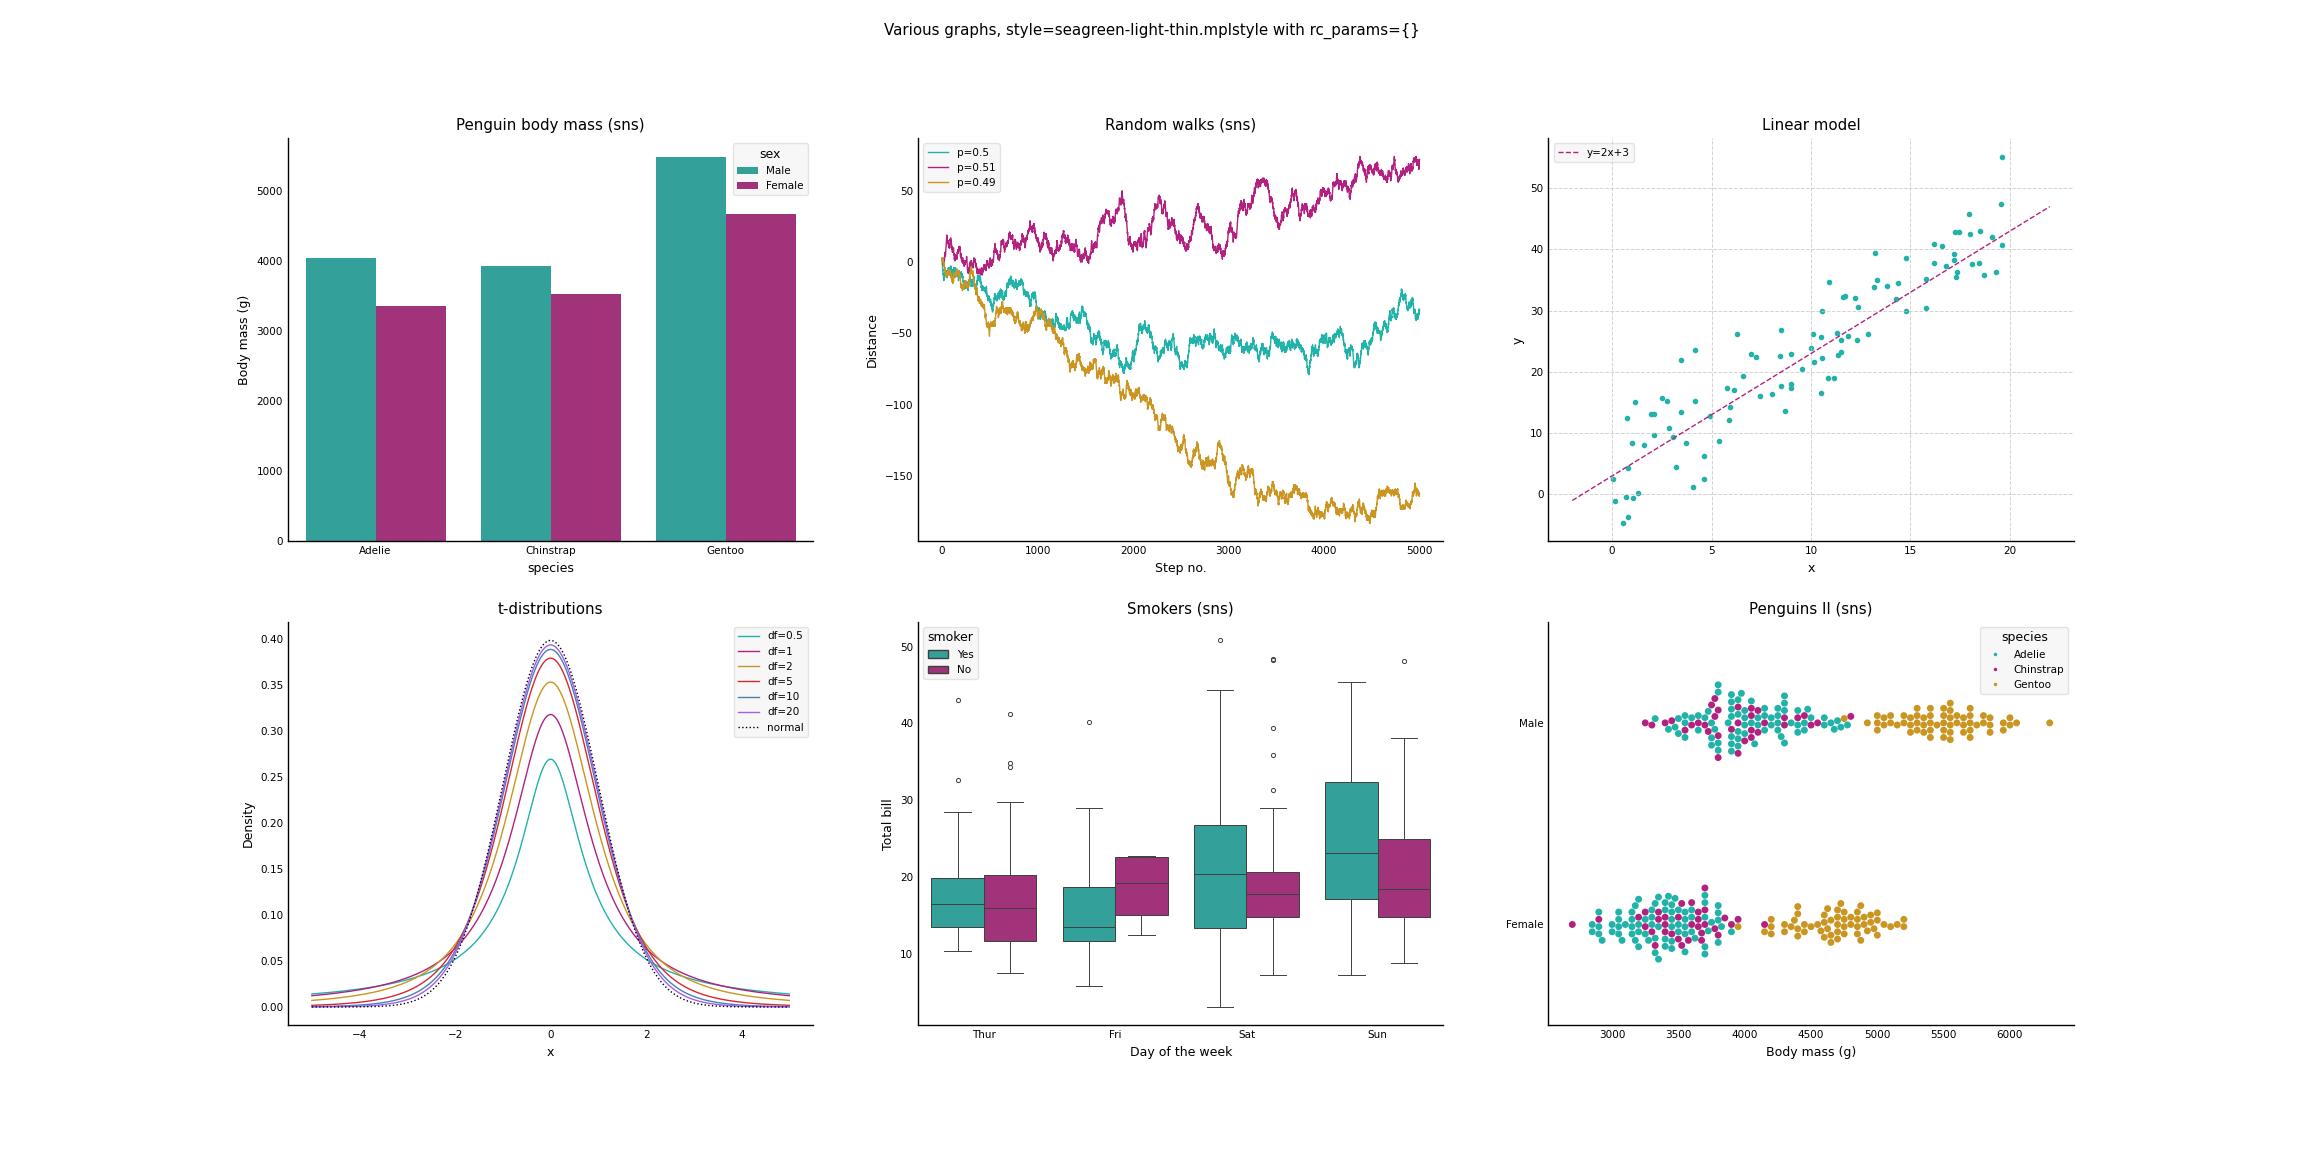 Various graphs, style=seagreen-light-thin.mplstyle with rc_params={}
Penguin body mass (sns)
Body mass (g)
5000
4000
3000
2000
1000
0
sex
Male
Female
Adelie Chinstrap Gentoo
species
Random walks (sns)
Distance
50
0
−50
−100
−150
p=0.5
p=0.51
p=0.49
0 1000 2000 3000 4000 5000
Step no.
Linear model
y
50
40
30
20
10
0
y=2x+3
0 5 10 15 20
x
t-distributions
Density
0.40
0.35
0.30
0.25
0.20
0.15
0.10
0.05
0.00
df=0.5
df=1
df=2
df=5
df=10
df=20
normal
−4 −2 0 2 4
x
Smokers (sns)
Total bill
50
40
30
20
10
smoker
Yes
No
Thur Fri Sat Sun
Day of the week
Penguins II (sns)
species
Adelie
Chinstrap
Gentoo
Male
Female
3000 3500 4000 4500 5000 5500 6000
Body mass (g)